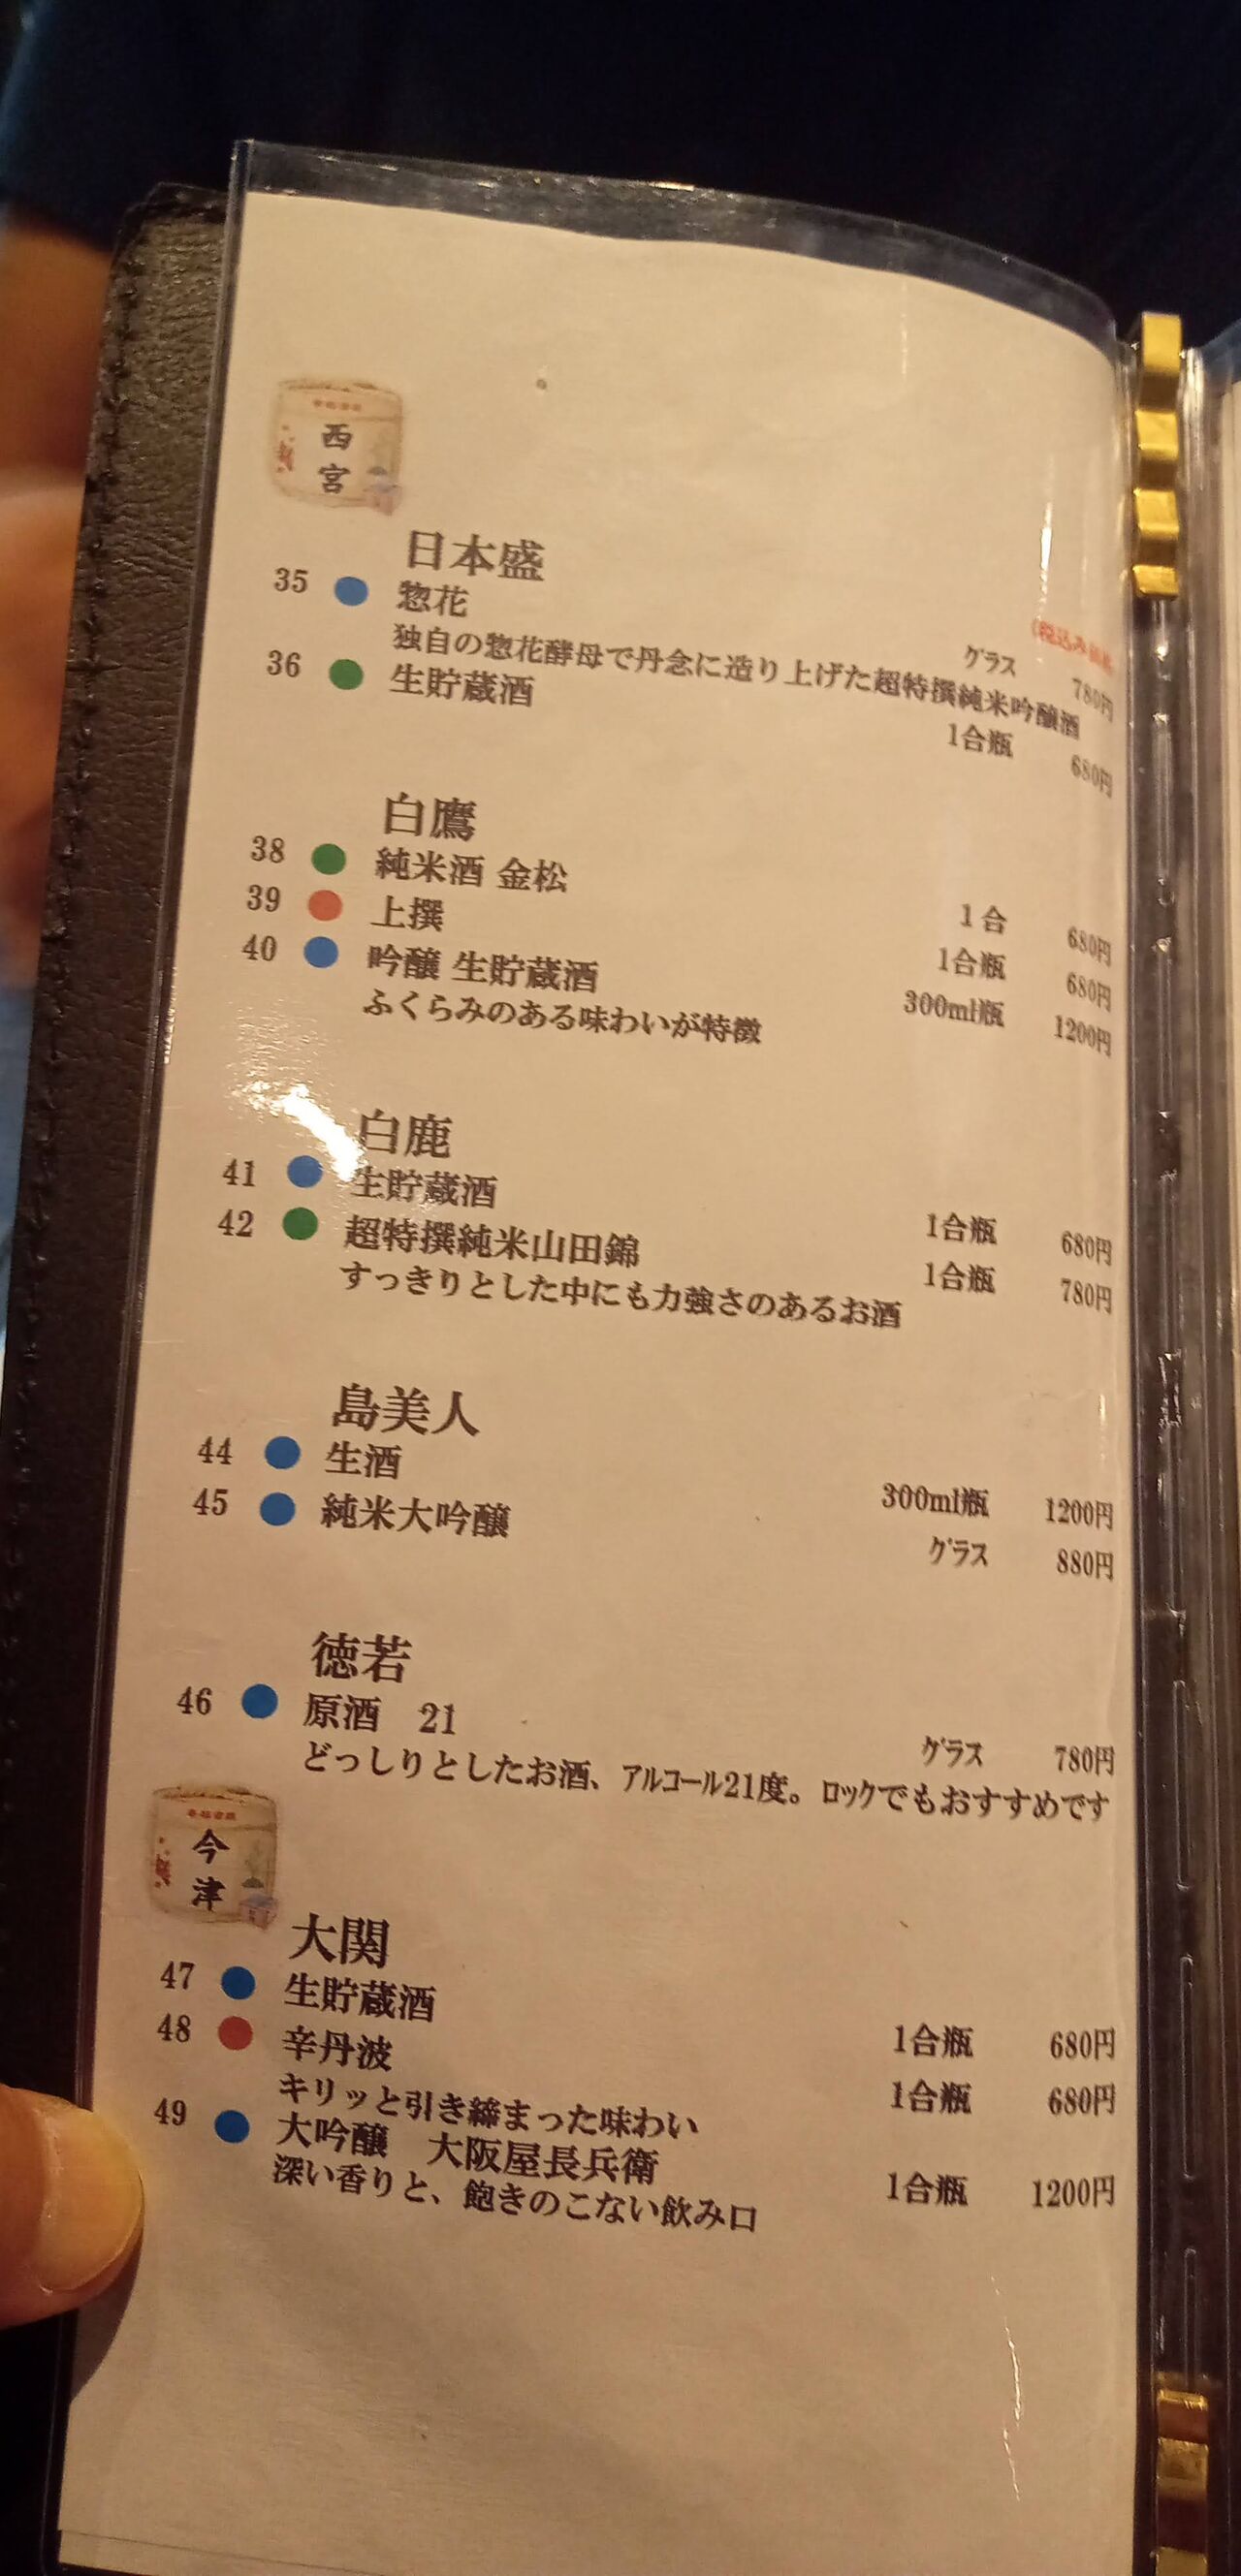 西宮
日本盛
(税込み価格)
35 惣花 グラス 780円
独自の惣花酵母で丹念に造り上げた超特撰純米吟醸酒
36 生貯蔵酒 1合瓶 680円
白鷹
38 純米酒 金松 1合 680円
39 上撰 1合瓶 680円
40 吟醸 生貯蔵酒 300ml瓶 1200円
ふくらみのある味わいが特徴
白鹿
41 生貯蔵酒 1合瓶 680円
42 超特撰純米山田錦 1合瓶 780円
すっきりとした中にも力強さのあるお酒
島美人
44 生酒 300ml瓶 1200円
45 純米大吟醸 グラス 880円
徳若
46 原酒 21 グラス 780円
どっしりとしたお酒、アルコール21度。ロックでもおすすめです
今津
大関
47 生貯蔵酒 1合瓶 680円
48 辛丹波 1合瓶 680円
キリッと引き締まった味わい
49 大吟醸 大阪屋長兵衛 1合瓶 1200円
深い香りと、飽きのこない飲み口